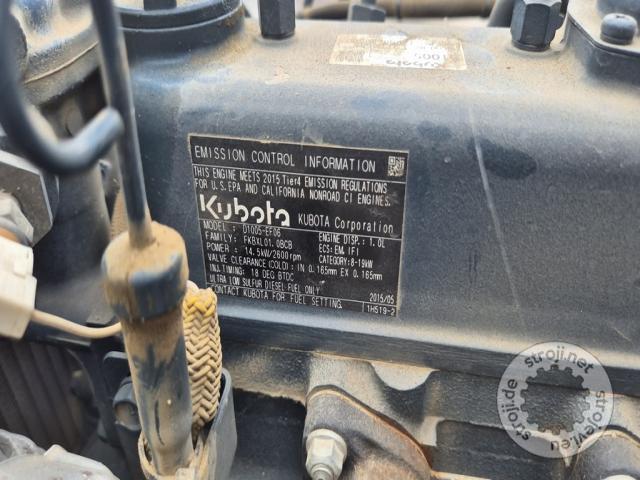 Kubota
EMISSION CONTROL INFORMATION
THIS ENGINE MEETS 2015 Tier4 EMISSION REGULATIONS
FOR U.S. EPA AND CALIFORNIA NONROAD CI ENGINES.
Kubota KUBOTA Corporation
MODEL: D1005-EF06 ENGINE DISP.: 1.0L
FAMILY: FKBXL01.0BCB ECS: EM, IFI
POWER: 14.5kW/2600rpm CATEGORY: 8-19kW
VALVE CLEARANCE (COLD): IN 0.165mm EX 0.165mm
INJ.TIMING: 18 DEG BTDC
ULTRA LOW SULFUR DIESEL FUEL ONLY 2015/05
CONTACT KUBOTA FOR FUEL SETTING. 1H519-2
stroji.net
stroji.de
strojevi.eu